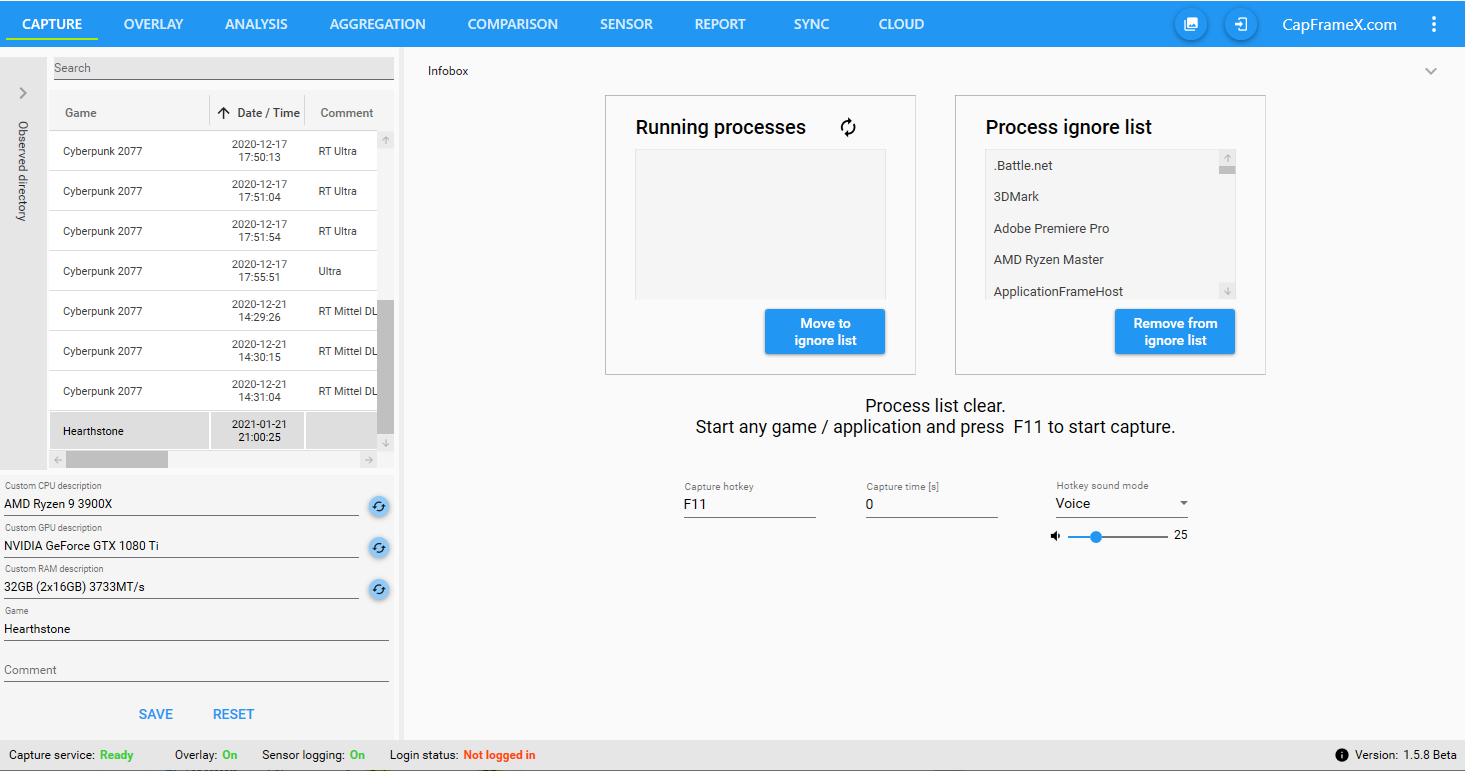 CAPTURE OVERLAY ANALYSIS AGGREGATION COMPARISON SENSOR REPORT SYNC CLOUD CapFrameX.com
Observed directory
Search
Game Date / Time Comment
Cyberpunk 2077 2020-12-17 17:50:13 RT Ultra
Cyberpunk 2077 2020-12-17 17:51:04 RT Ultra
Cyberpunk 2077 2020-12-17 17:51:54 RT Ultra
Cyberpunk 2077 2020-12-17 17:55:51 Ultra
Cyberpunk 2077 2020-12-21 14:29:26 RT Mittel DL
Cyberpunk 2077 2020-12-21 14:30:15 RT Mittel DL
Cyberpunk 2077 2020-12-21 14:31:04 RT Mittel DL
Hearthstone 2021-01-21 21:00:25
Custom CPU description
AMD Ryzen 9 3900X
Custom GPU description
NVIDIA GeForce GTX 1080 Ti
Custom RAM description
32GB (2x16GB) 3733MT/s
Game
Hearthstone
Comment
SAVE RESET
Infobox
Running processes
Move to
ignore list
Process ignore list
.Battle.net
3DMark
Adobe Premiere Pro
AMD Ryzen Master
ApplicationFrameHost
Remove from
ignore list
Process list clear.
Start any game / application and press F11 to start capture.
Capture hotkey
F11
Capture time [s]
0
Hotkey sound mode
Voice
25
Capture service: Ready Overlay: On Sensor logging: On Login status: Not logged in Version: 1.5.8 Beta